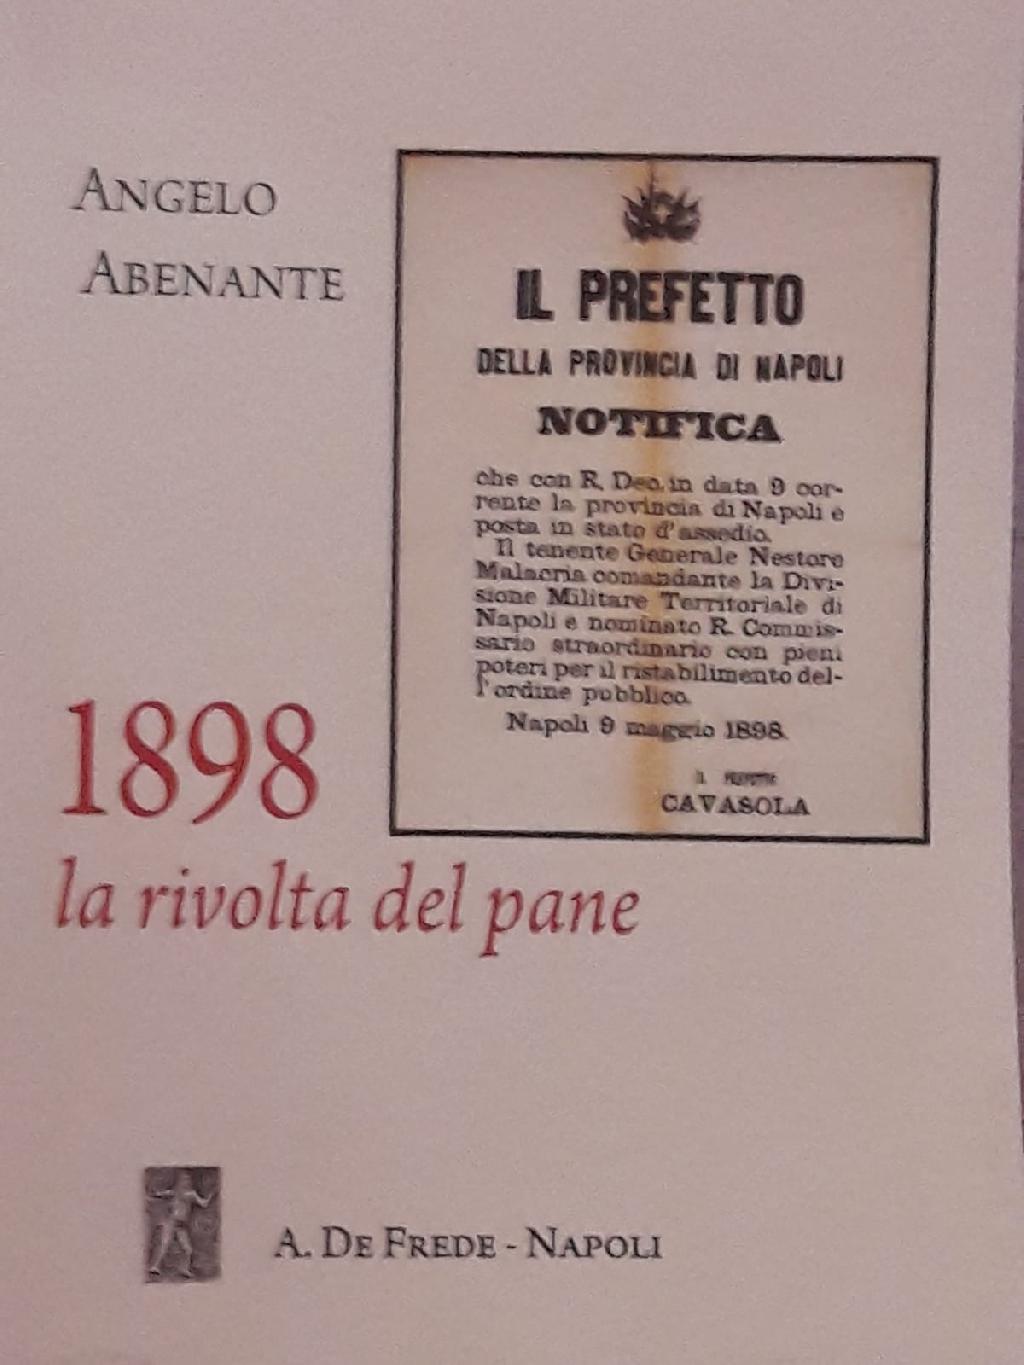 ANGELO
ABENANTE
IL PREFETTO
DELLA PROVINCIA DI NAPOLI
NOTIFICA
che con R. Dec. in data 9 cor-
rente la provincia di Napoli è
posta in stato d'assedio.
Il tenente Generale Nestore
Malacria comandante la Divi-
sione Militare Territoriale di
Napoli è nominato R. Commis-
sario straordinario con pieni
poteri per il ristabilimento del-
l'ordine pubblico.
Napoli 9 maggio 1898.
IL PREFETTO
CAVASOLA
1898
la rivolta del pane
A. DE FREDE - NAPOLI